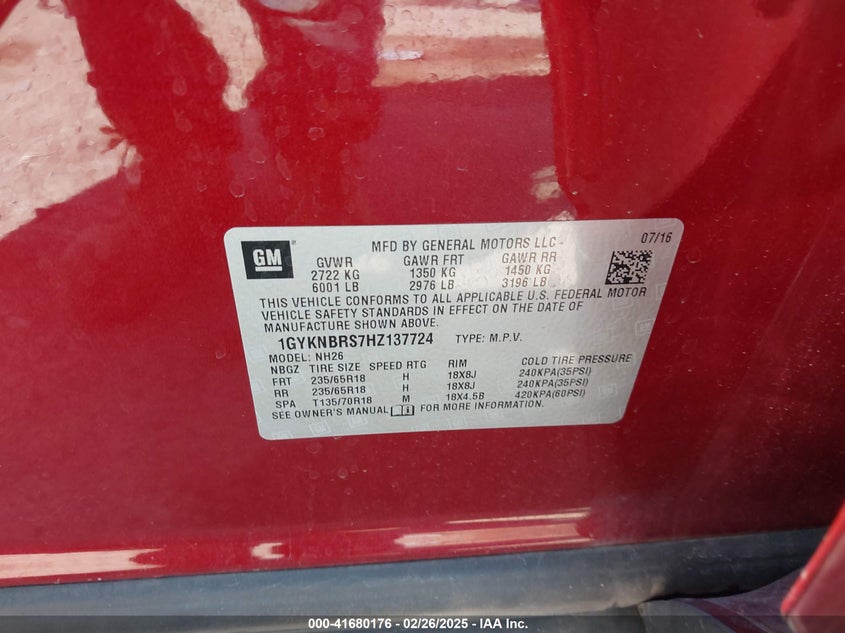 GM
MFD BY GENERAL MOTORS LLC - 07/16
GVWR GAWR FRT GAWR RR
2722 KG 1350 KG 1450 KG
6001 LB 2976 LB 3196 LB
THIS VEHICLE CONFORMS TO ALL APPLICABLE U.S. FEDERAL MOTOR
VEHICLE SAFETY STANDARDS IN EFFECT ON THE DATE OF
MANUFACTURE SHOWN ABOVE.
1GYKNBRS7HZ137724 TYPE: M.P.V.
MODEL: NH26
NBGZ TIRE SIZE SPEED RTG RIM COLD TIRE PRESSURE
FRT 235/65R18 H 18X8J 240KPA(35PSI)
RR 235/65R18 H 18X8J 240KPA(35PSI)
SPA T135/70R18 M 18X4.5B 420KPA(60PSI)
SEE OWNER'S MANUAL FOR MORE INFORMATION.
000-41680176 - 02/26/2025 - IAA Inc.